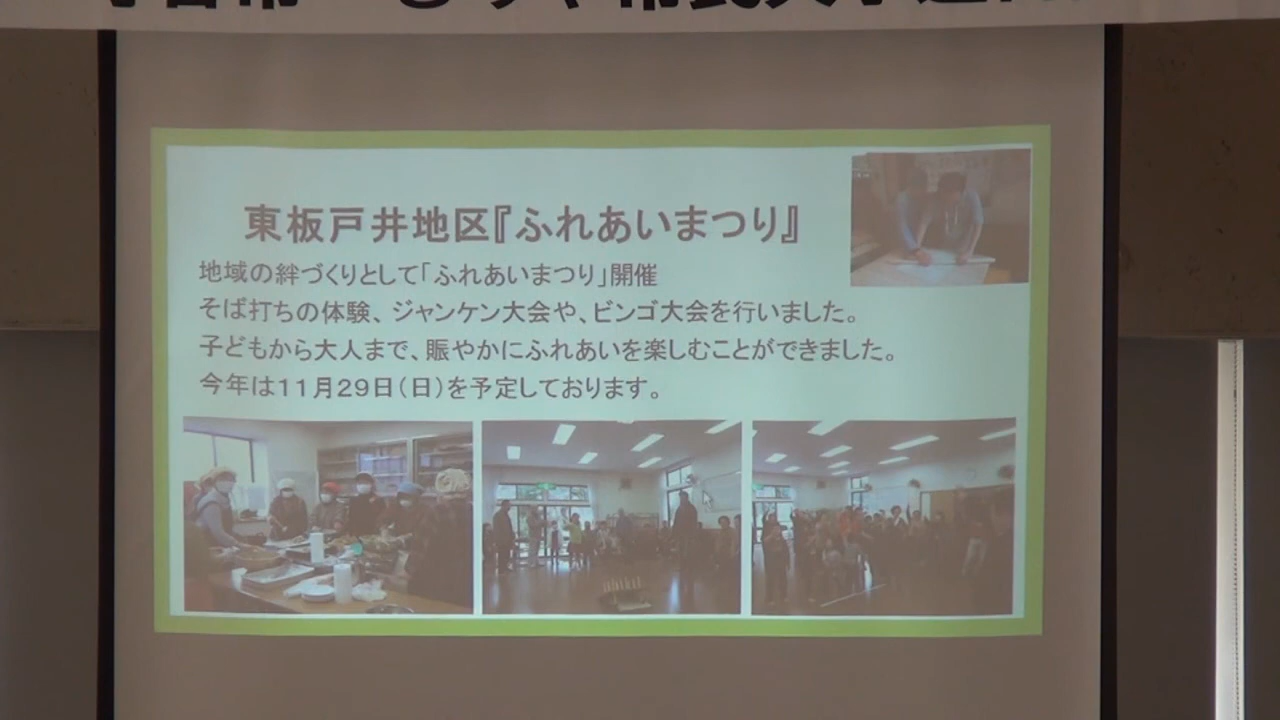 東板戸井地区『ふれあいまつり』
地域の絆づくりとして「ふれあいまつり」開催
そば打ちの体験、ジャンケン大会や、ビンゴ大会を行いました。
子どもから大人まで、賑やかにふれあいを楽しむことができました。
今年は11月29日(日)を予定しております。